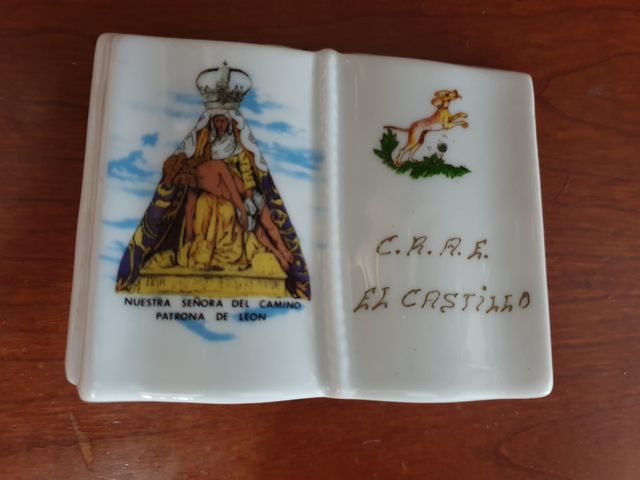 NUESTRA SEÑORA DEL CAMINO
PATRONA DE LEON
C.R.A.E.
EL CASTILLO